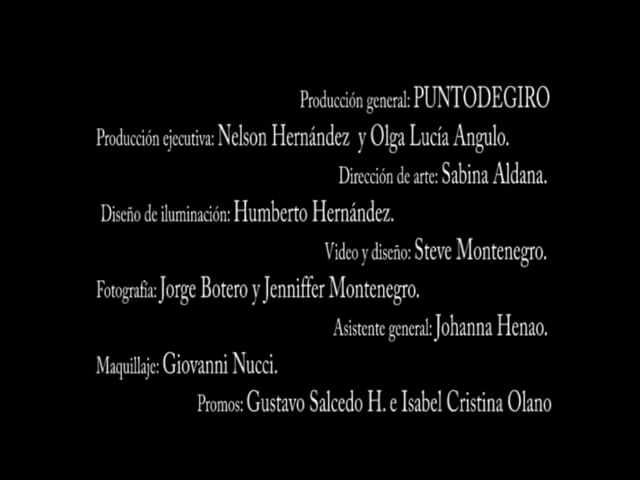 Producción general: PUNTODEGIRO
Producción ejecutiva: Nelson Hernández y Olga Lucía Angulo.
Dirección de arte: Sabina Aldana.
Diseño de iluminación: Humberto Hernández.
Video y diseño: Steve Montenegro.
Fotografía: Jorge Botero y Jenniffer Montenegro.
Asistente general: Johanna Henao.
Maquillaje: Giovanni Nucci.
Promos: Gustavo Salcedo H. e Isabel Cristina Olano